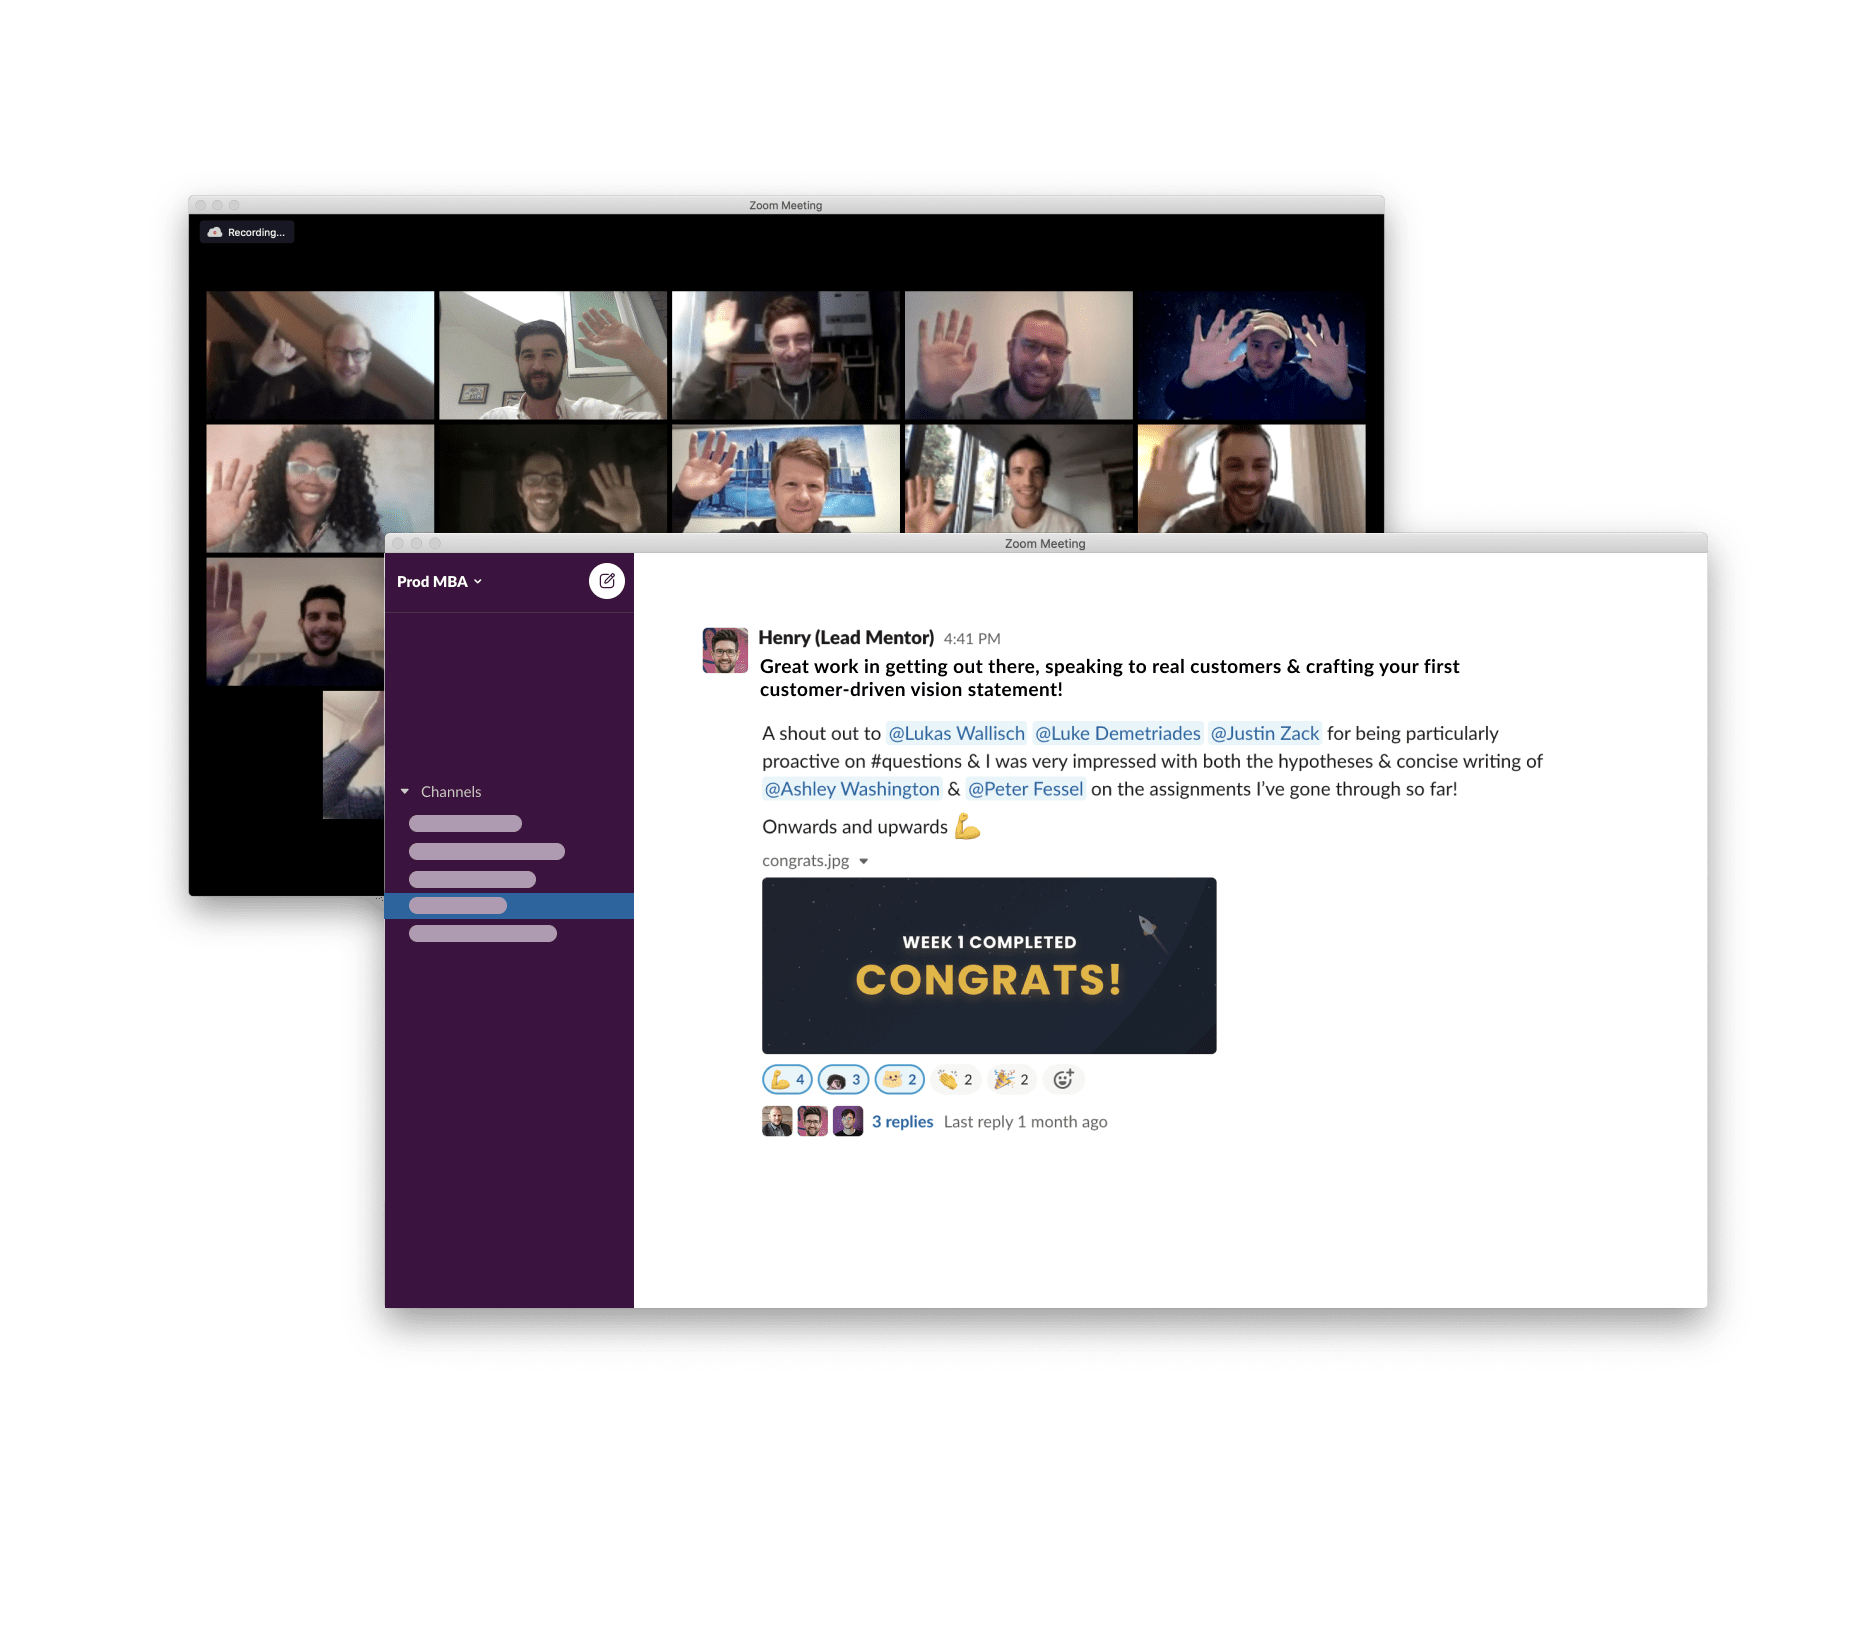 Zoom Meeting
Recording...
Zoom Meeting
Prod MBA
Channels
Henry (Lead Mentor) 4:41 PM
Great work in getting out there, speaking to real customers & crafting your first
customer-driven vision statement!
A shout out to @Lukas Wallisch @Luke Demetriades @Justin Zack for being particularly
proactive on #questions & I was very impressed with both the hypotheses & concise writing of
@Ashley Washington & @Peter Fessel on the assignments I’ve gone through so far!
Onwards and upwards 💪
congrats.jpg
WEEK 1 COMPLETED
CONGRATS!
4 3 2 2 2
3 replies Last reply 1 month ago